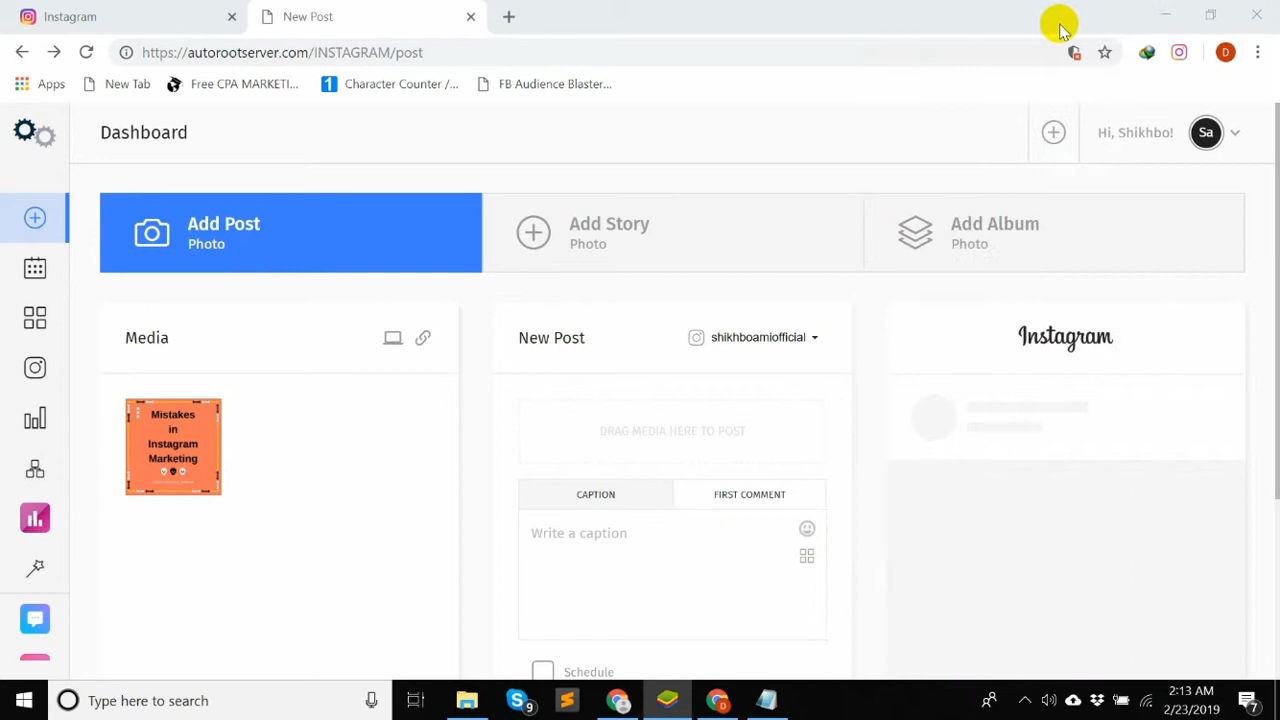 Instagram
New Post
https://autorootserver.com/INSTAGRAM/post
D
Apps
New Tab
Free CPA MARKETI...
1
Character Counter /...
FB Audience Blaster...
Dashboard
Hi, Shikhbo!
Sa
Add Post
Photo
Add Story
Photo
Add Album
Photo
Media
Mistakes
in
Instagram
Marketing
New Post
shikhboamiofficial
Instagram
DRAG MEDIA HERE TO POST
CAPTION
FIRST COMMENT
Write a caption
Schedule
Type here to search
9
D
2:13 AM
2/23/2019
7